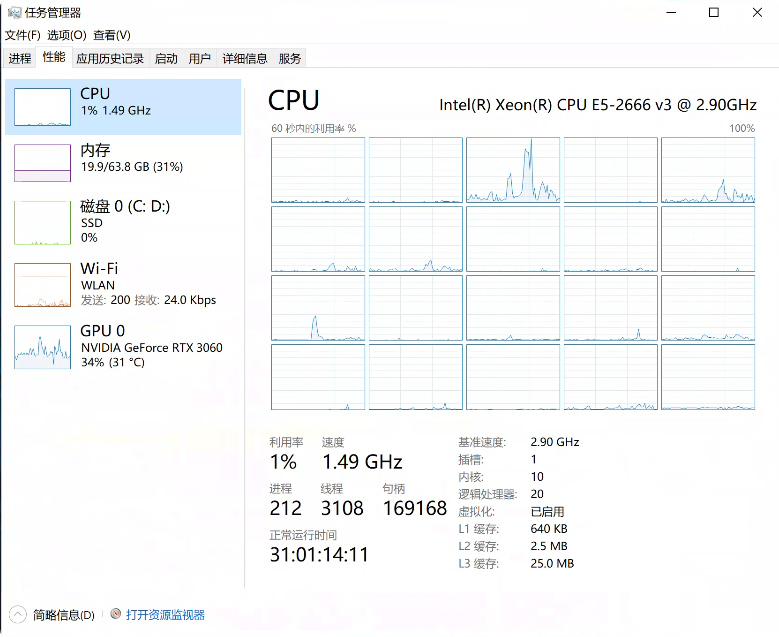 任务管理器
文件(F) 选项(O) 查看(V)
进程 性能 应用历史记录 启动 用户 详细信息 服务
CPU
1% 1.49 GHz
内存
19.9/63.8 GB (31%)
磁盘 0 (C: D:)
SSD
0%
Wi-Fi
WLAN
发送: 200 接收: 24.0 Kbps
GPU 0
NVIDIA GeForce RTX 3060
34% (31 °C)
CPU
Intel(R) Xeon(R) CPU E5-2666 v3 @ 2.90GHz
60 秒内的利用率 %
100%
利用率 速度
1% 1.49 GHz
进程 线程 句柄
212 3108 169168
正常运行时间
31:01:14:11
基准速度: 2.90 GHz
插槽: 1
内核: 10
逻辑处理器: 20
虚拟化: 已启用
L1 缓存: 640 KB
L2 缓存: 2.5 MB
L3 缓存: 25.0 MB
简略信息(D)
打开资源监视器